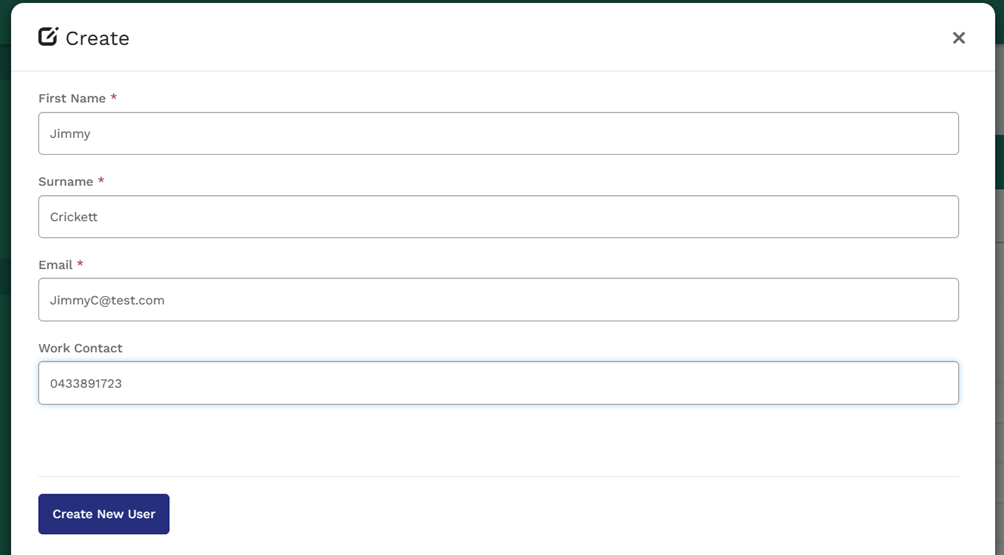 Create
First Name *
Jimmy
Surname *
Crickett
Email *
JimmyC@test.com
Work Contact
0433891723
Create New User